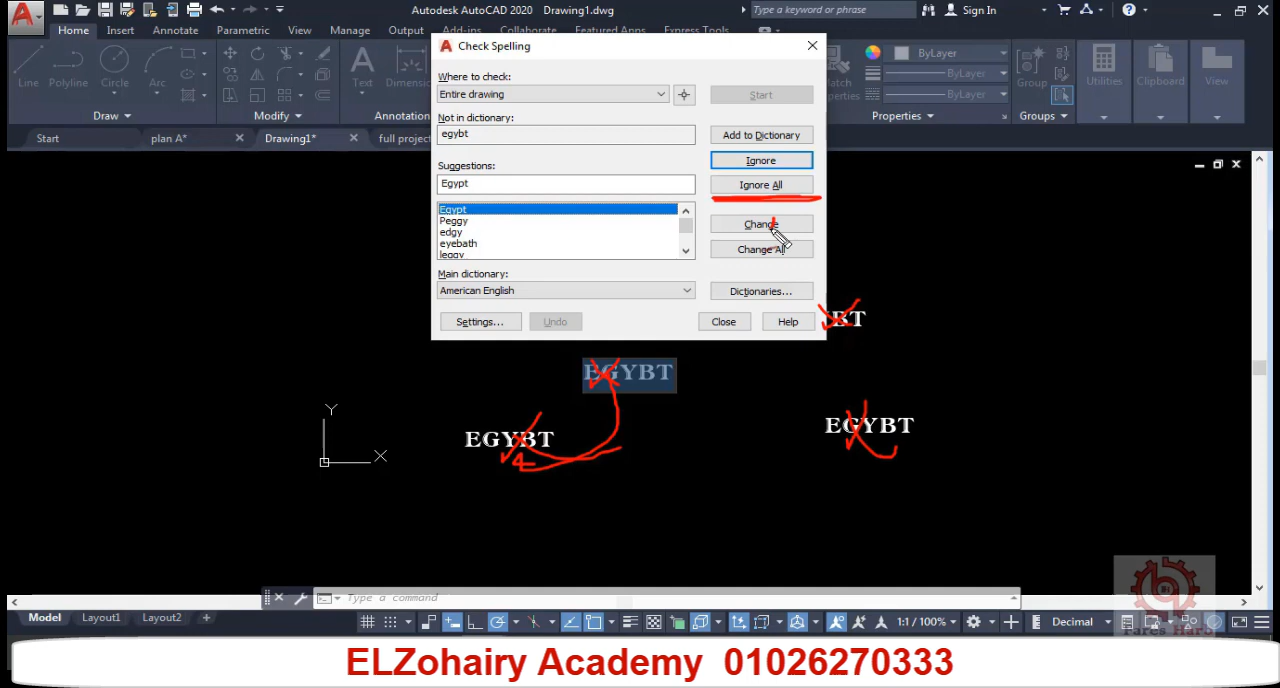 Autodesk AutoCAD 2020 Drawing1.dwg
Type a keyword or phrase
Sign In
Home Insert Annotate Parametric View Manage Output Add-ins Collaborate Featured Apps Express Tools
Line Polyline Circle Arc
Text Dimension
ByLayer
ByLayer
ByLayer
Group Utilities Clipboard View
Draw Modify Annotation Properties Groups
Start plan A* Drawing1* full project
Check Spelling
Where to check:
Entire drawing
Start
Not in dictionary:
egybt
Add to Dictionary
Ignore
Suggestions:
Egypt
Ignore All
Egypt
Peggy
edgy
eyebath
leggy
Change
Change All
Main dictionary:
American English
Dictionaries...
Settings... Undo Close Help
BT
EGYBT
EGYBT
EGYBT
Y
X
Type a command
Model Layout1 Layout2 +
1:1 / 100% Decimal
Fares Harb
ELZohairy Academy 01026270333